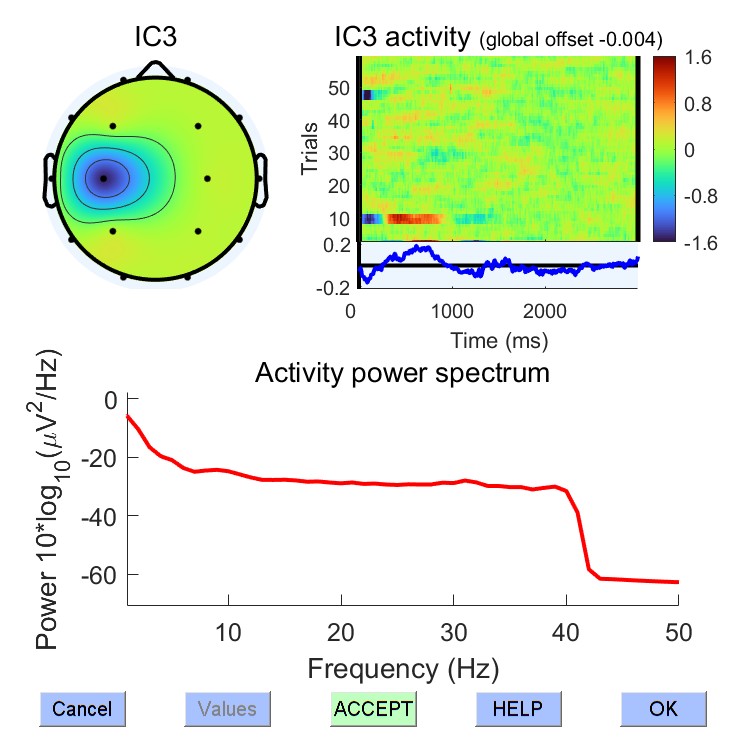 IC3
IC3 activity (global offset -0.004)
Trials
50
40
30
20
10
1.6
0.8
0
-0.8
-1.6
0.2
-0.2
0 1000 2000
Time (ms)
Activity power spectrum
Power 10*log10(μV2/Hz)
0
-20
-40
-60
10 20 30 40 50
Frequency (Hz)
Cancel Values ACCEPT HELP OK